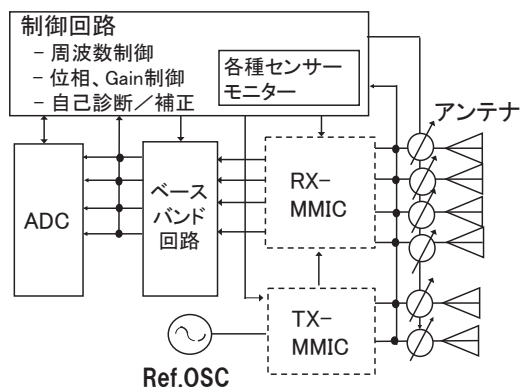 制御回路
– 周波数制御
– 位相、Gain制御
– 自己診断／補正
各種センサー
モニター
アンテナ
ADC
ベース
バンド
回路
RX–
MMIC
TX–
MMIC
Ref.OSC